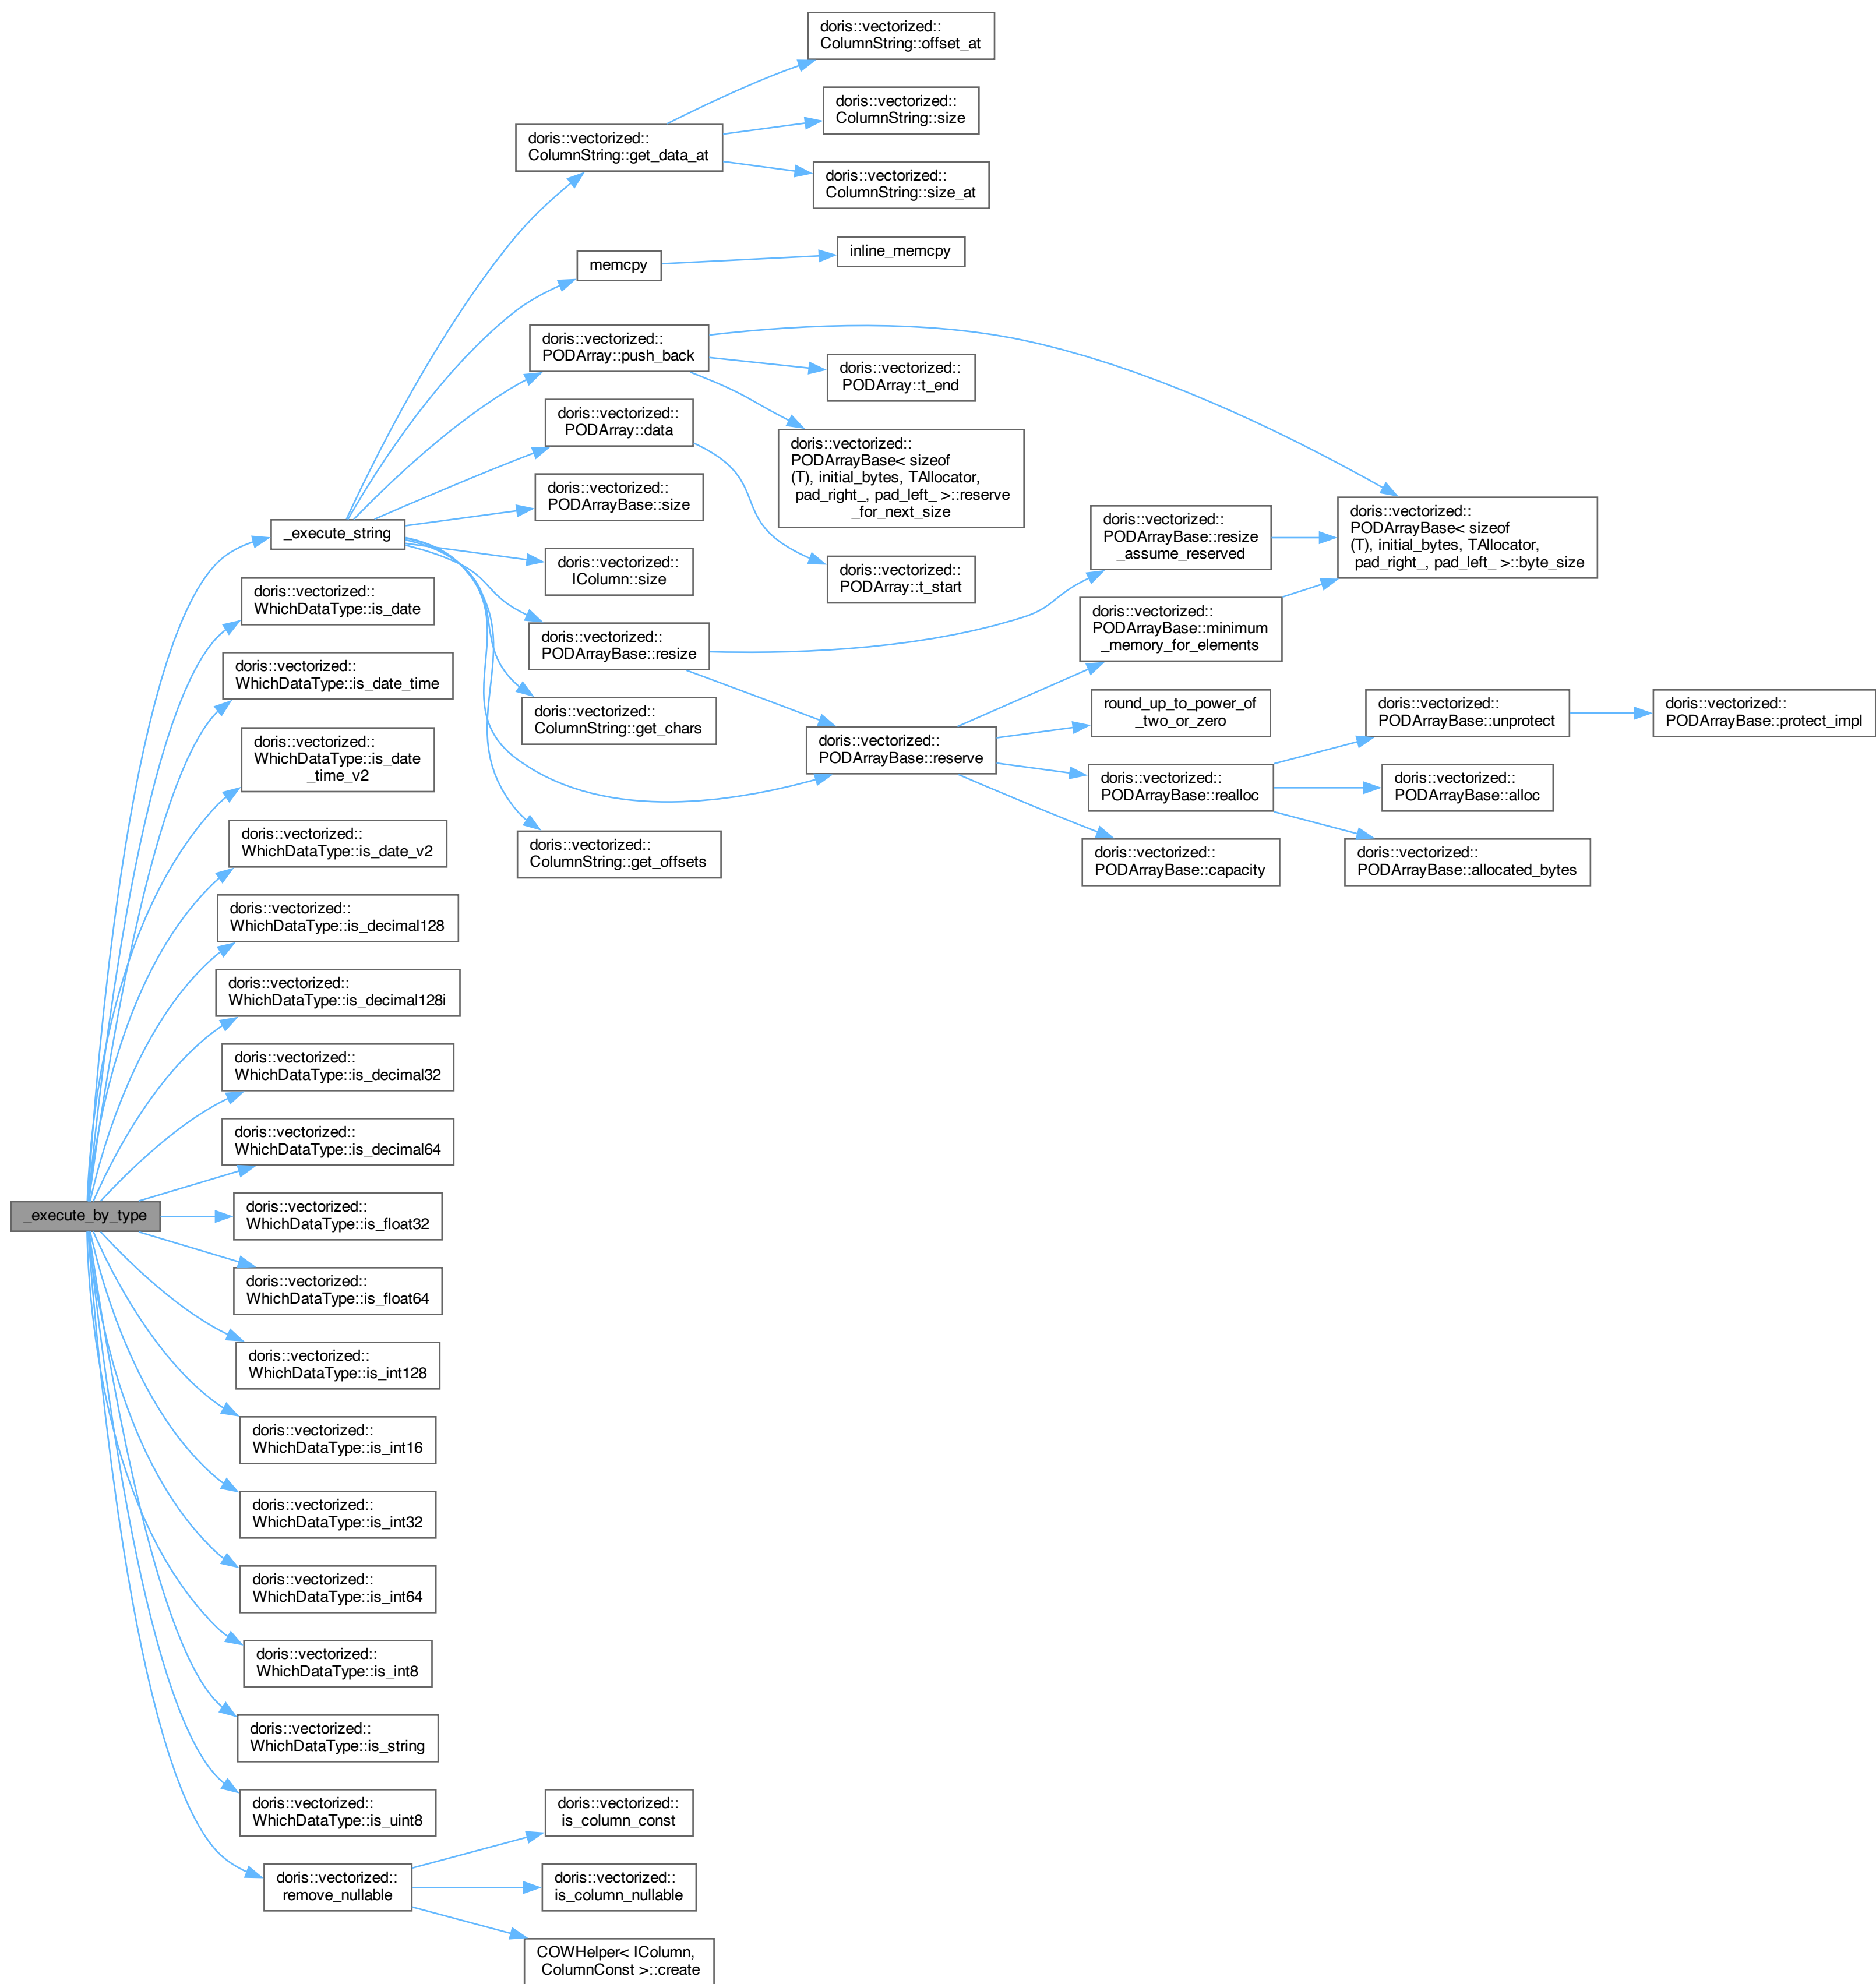 doris::vectorized::
ColumnString::offset_at
doris::vectorized::
ColumnString::size
doris::vectorized::
ColumnString::get_data_at
doris::vectorized::
ColumnString::size_at
memcpy
inline_memcpy
doris::vectorized::
PODArray::push_back
doris::vectorized::
PODArray::t_end
doris::vectorized::
PODArray::data
doris::vectorized::
PODArrayBase< sizeof
(T), initial_bytes, TAllocator,
pad_right_, pad_left_ >::reserve
_for_next_size
doris::vectorized::
PODArrayBase::size
_execute_string
doris::vectorized::
PODArrayBase::resize
_assume_reserved
doris::vectorized::
PODArrayBase< sizeof
(T), initial_bytes, TAllocator,
pad_right_, pad_left_ >::byte_size
doris::vectorized::
IColumn::size
doris::vectorized::
PODArray::t_start
doris::vectorized::
WhichDataType::is_date
doris::vectorized::
PODArrayBase::resize
doris::vectorized::
PODArrayBase::minimum
_memory_for_elements
doris::vectorized::
WhichDataType::is_date_time
doris::vectorized::
ColumnString::get_chars
round_up_to_power_of
_two_or_zero
doris::vectorized::
PODArrayBase::unprotect
doris::vectorized::
PODArrayBase::protect_impl
doris::vectorized::
WhichDataType::is_date
_time_v2
doris::vectorized::
PODArrayBase::reserve
doris::vectorized::
PODArrayBase::realloc
doris::vectorized::
PODArrayBase::alloc
doris::vectorized::
WhichDataType::is_date_v2
doris::vectorized::
ColumnString::get_offsets
doris::vectorized::
PODArrayBase::capacity
doris::vectorized::
PODArrayBase::allocated_bytes
doris::vectorized::
WhichDataType::is_decimal128
doris::vectorized::
WhichDataType::is_decimal128i
doris::vectorized::
WhichDataType::is_decimal32
doris::vectorized::
WhichDataType::is_decimal64
_execute_by_type
doris::vectorized::
WhichDataType::is_float32
doris::vectorized::
WhichDataType::is_float64
doris::vectorized::
WhichDataType::is_int128
doris::vectorized::
WhichDataType::is_int16
doris::vectorized::
WhichDataType::is_int32
doris::vectorized::
WhichDataType::is_int64
doris::vectorized::
WhichDataType::is_int8
doris::vectorized::
WhichDataType::is_string
doris::vectorized::
WhichDataType::is_uint8
doris::vectorized::
is_column_const
doris::vectorized::
remove_nullable
doris::vectorized::
is_column_nullable
COWHelper< IColumn,
ColumnConst >::create